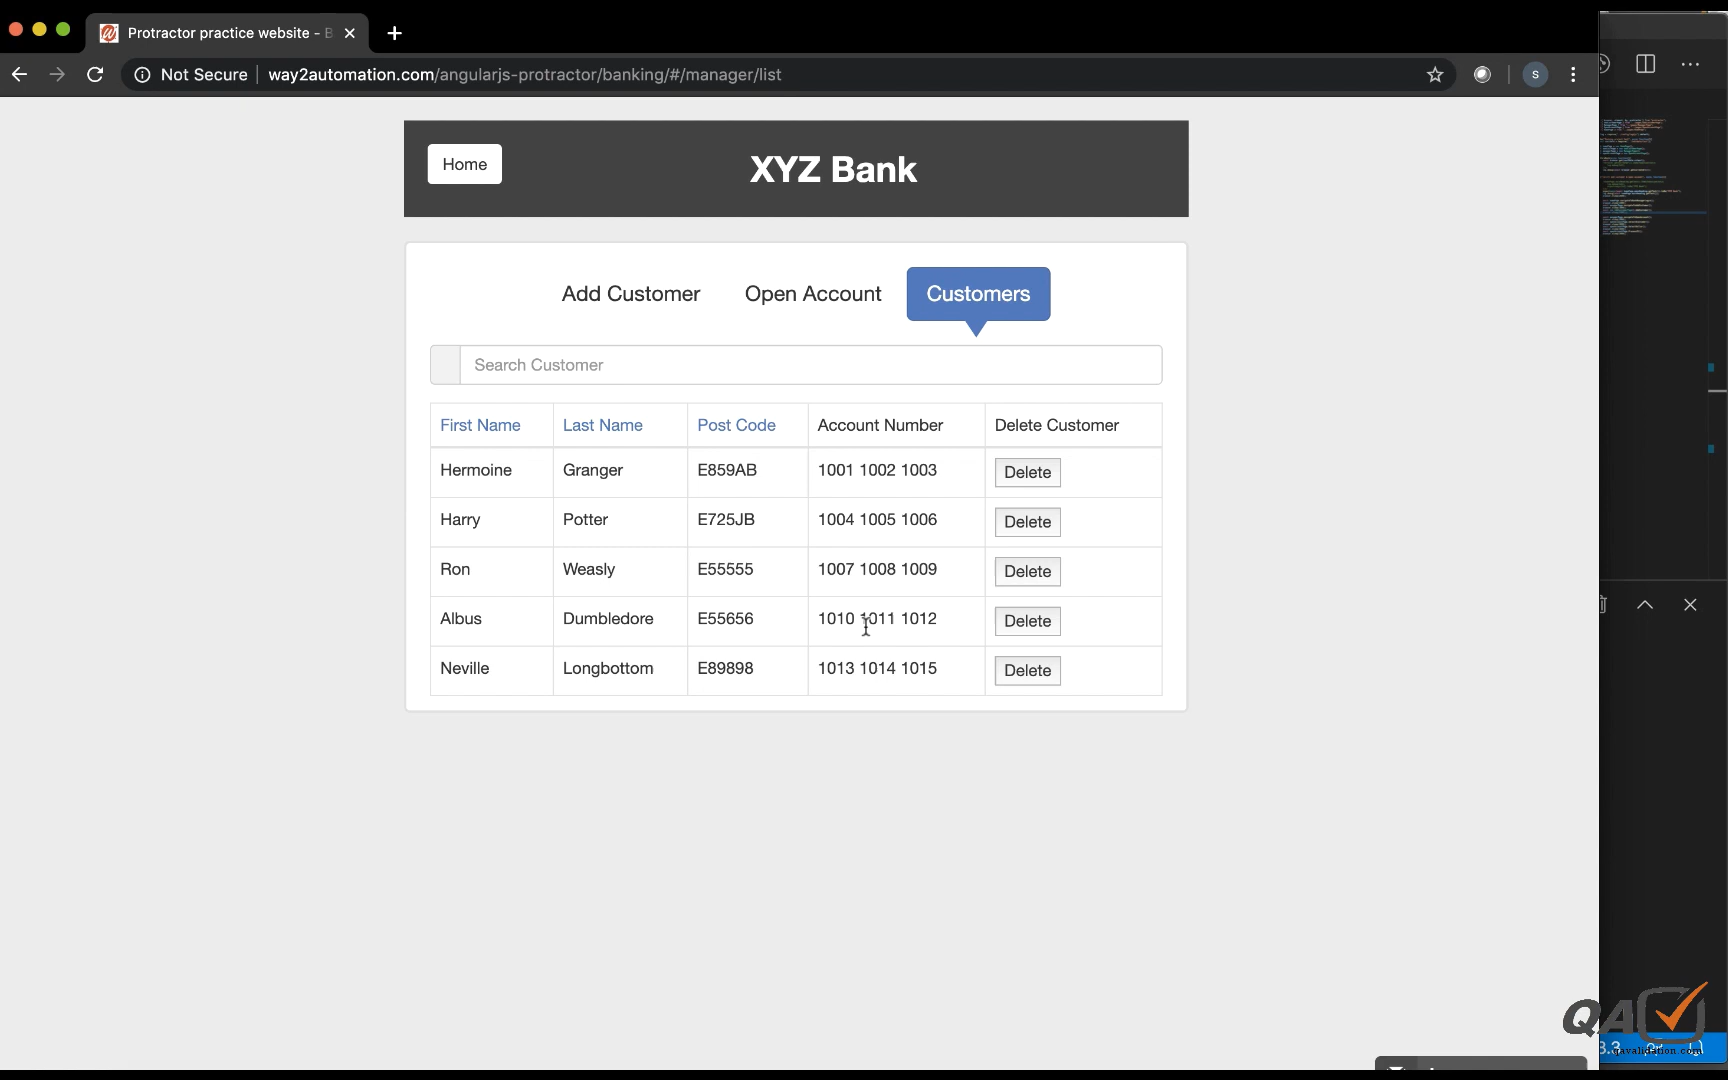 Protractor practice website - B
Not Secure
way2automation.com/angularjs-protractor/banking/#/manager/list
S
Home
XYZ Bank
Add Customer
Open Account
Customers
Search Customer
First Name Last Name Post Code Account Number Delete Customer
Hermoine Granger E859AB 1001 1002 1003 Delete
Harry Potter E725JB 1004 1005 1006 Delete
Ron Weasly E55555 1007 1008 1009 Delete
Albus Dumbledore E55656 1010 1011 1012 Delete
Neville Longbottom E89898 1013 1014 1015 Delete
QA
qavalidation.com